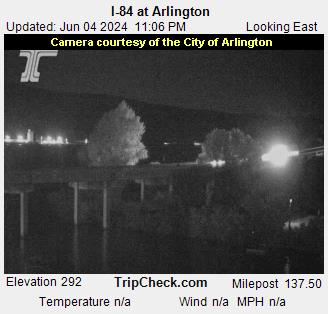 I-84 at Arlington
Updated: Jun 04 2024 11:06 PM Looking East
Camera courtesy of the City of Arlington
Elevation 292 TripCheck.com Milepost 137.50
Temperature n/a Wind n/a MPH n/a